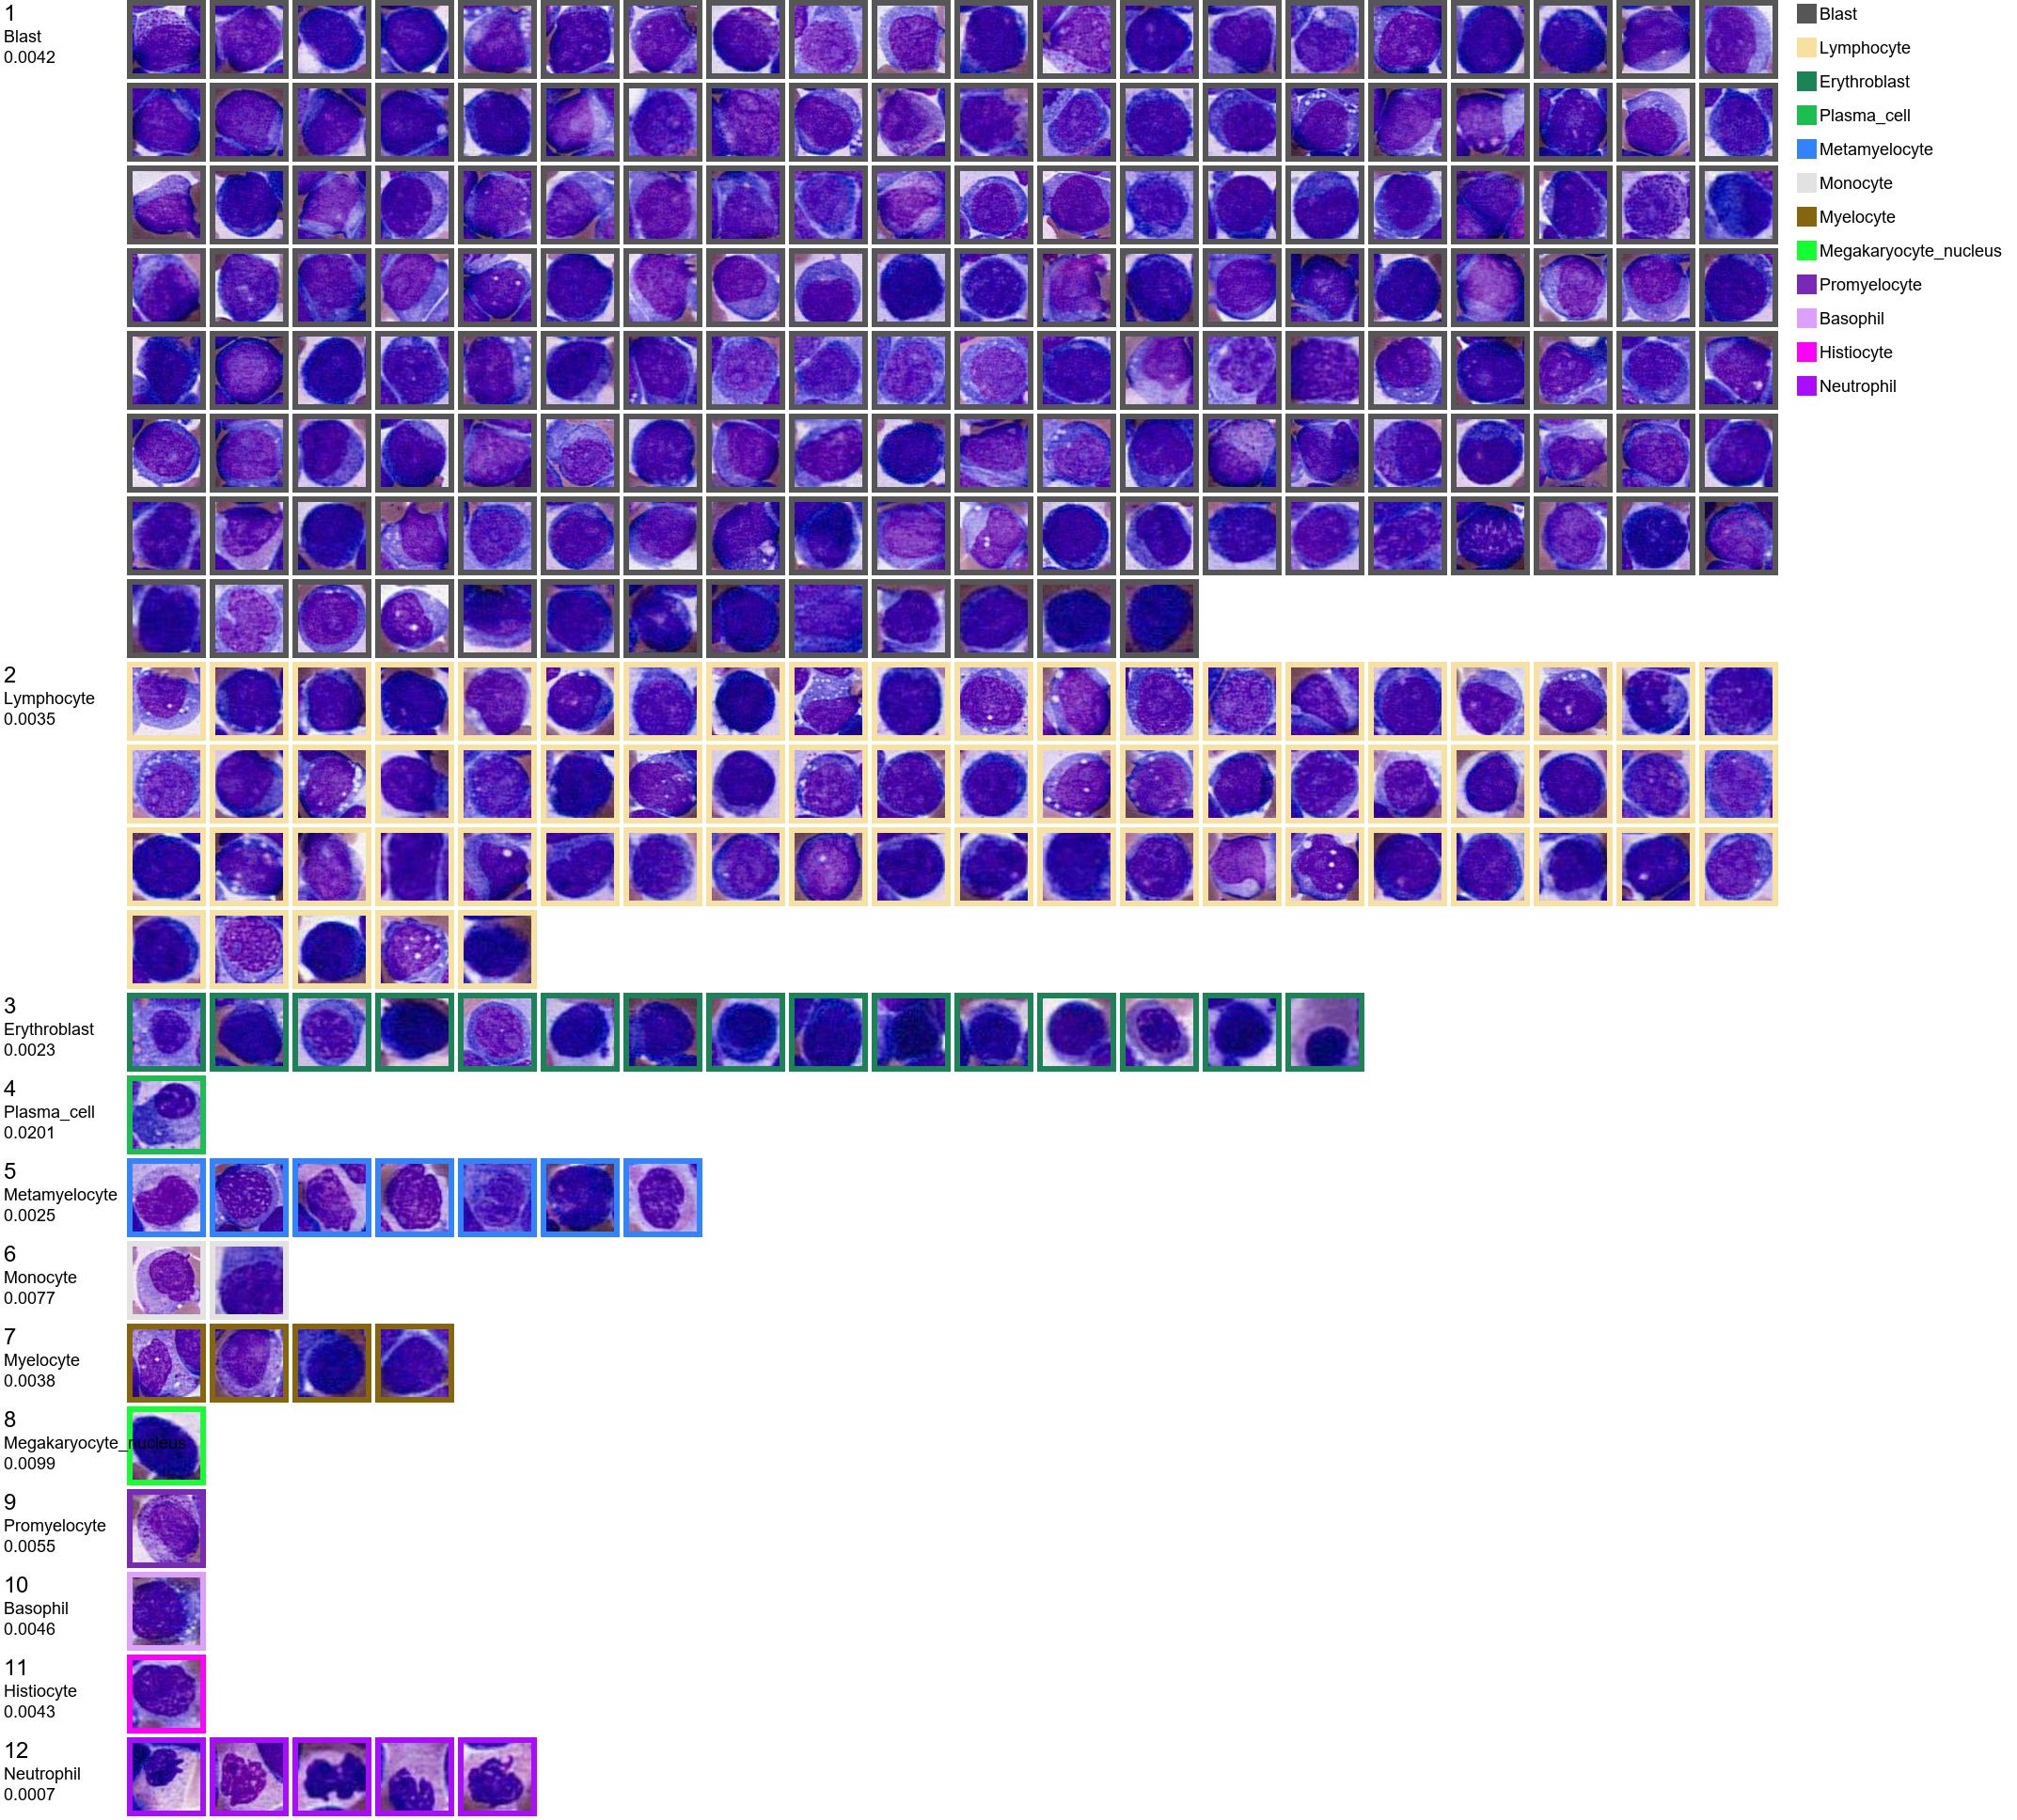 1
Blast
0.0042
2
Lymphocyte
0.0035
3
Erythroblast
0.0023
4
Plasma_cell
0.0201
5
Metamyelocyte
0.0025
6
Monocyte
0.0077
7
Myelocyte
0.0038
8
Megakaryocyte_nucleus
0.0099
9
Promyelocyte
0.0055
10
Basophil
0.0046
11
Histiocyte
0.0043
12
Neutrophil
0.0007
Blast
Lymphocyte
Erythroblast
Plasma_cell
Metamyelocyte
Monocyte
Myelocyte
Megakaryocyte_nucleus
Promyelocyte
Basophil
Histiocyte
Neutrophil